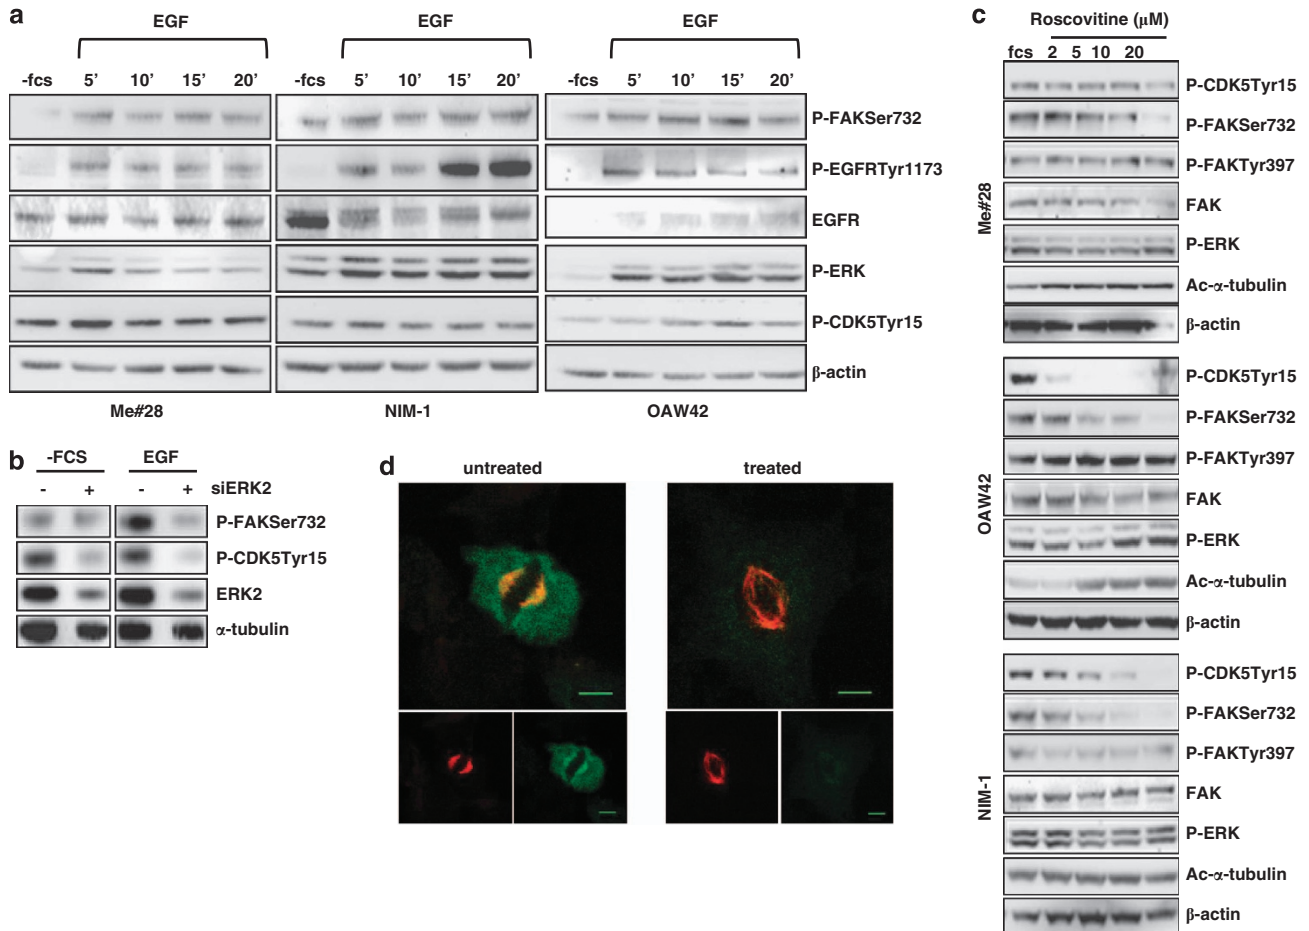 a
EGF EGF EGF
-fcs 5’ 10’ 15’ 20’ -fcs 5’ 10’ 15’ 20’ -fcs 5’ 10’ 15’ 20’
P-FAKSer732
P-EGFRTyr1173
EGFR
P-ERK
P-CDK5Tyr15
β-actin
Me#28 NIM-1 OAW42
b
-FCS EGF
- + - + siERK2
P-FAKSer732
P-CDK5Tyr15
ERK2
α-tubulin
d
untreated treated
c
Roscovitine (µM)
fcs 2 5 10 20
Me#28
P-CDK5Tyr15
P-FAKSer732
P-FAKTyr397
FAK
P-ERK
Ac-α-tubulin
β-actin
OAW42
P-CDK5Tyr15
P-FAKSer732
P-FAKTyr397
FAK
P-ERK
Ac-α-tubulin
β-actin
NIM-1
P-CDK5Tyr15
P-FAKSer732
P-FAKTyr397
FAK
P-ERK
Ac-α-tubulin
β-actin